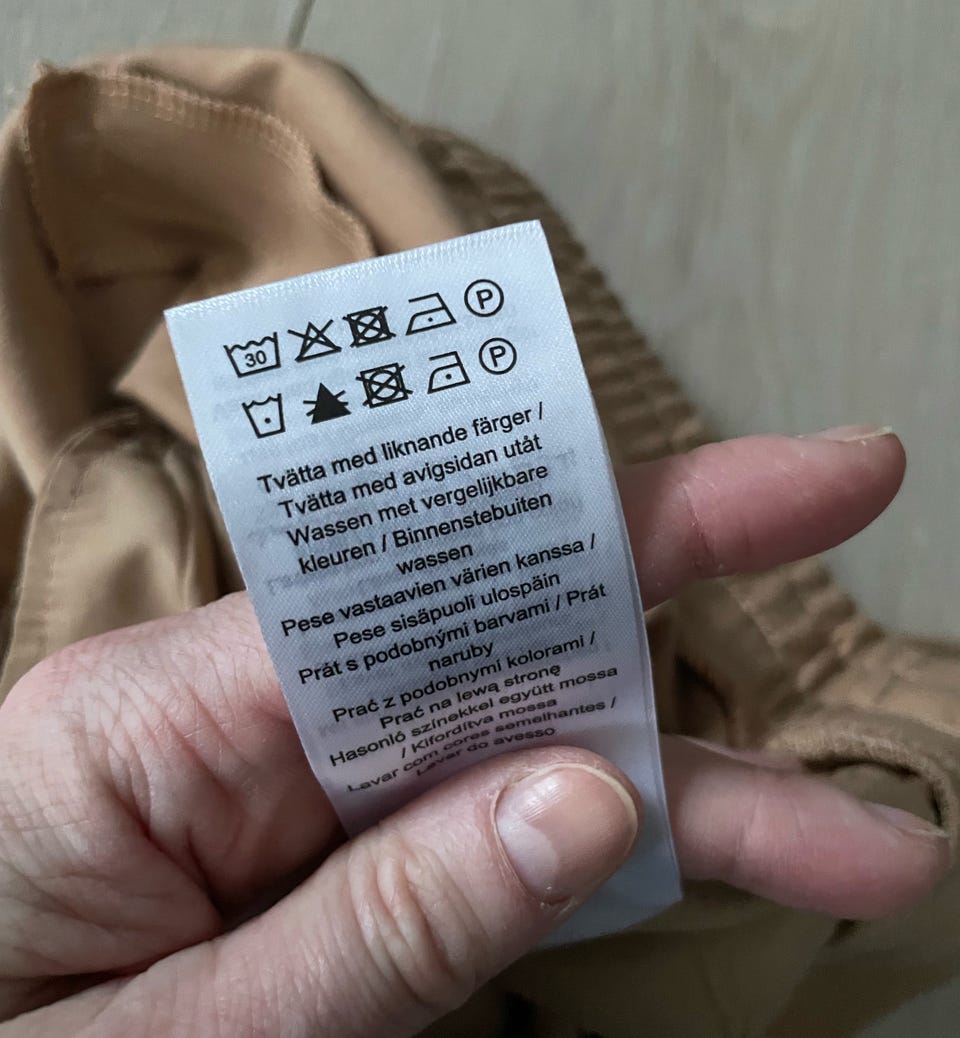 30 P
P
Tvätta med liknande färger /
Tvätta med avigsidan utåt
Wassen met vergelijkbare
kleuren / Binnenstebuiten
wassen
Pese vastaavien värien kanssa /
Pese sisäpuoli ulospäin
Prát s podobnými barvami / Prát
naruby
Prać z podobnymi kolorami /
Prać na lewą stronę
Hasonló színekkel együtt mossa
/ Kifordítva mossa
Lavar com cores semelhantes /
Lavar do avesso